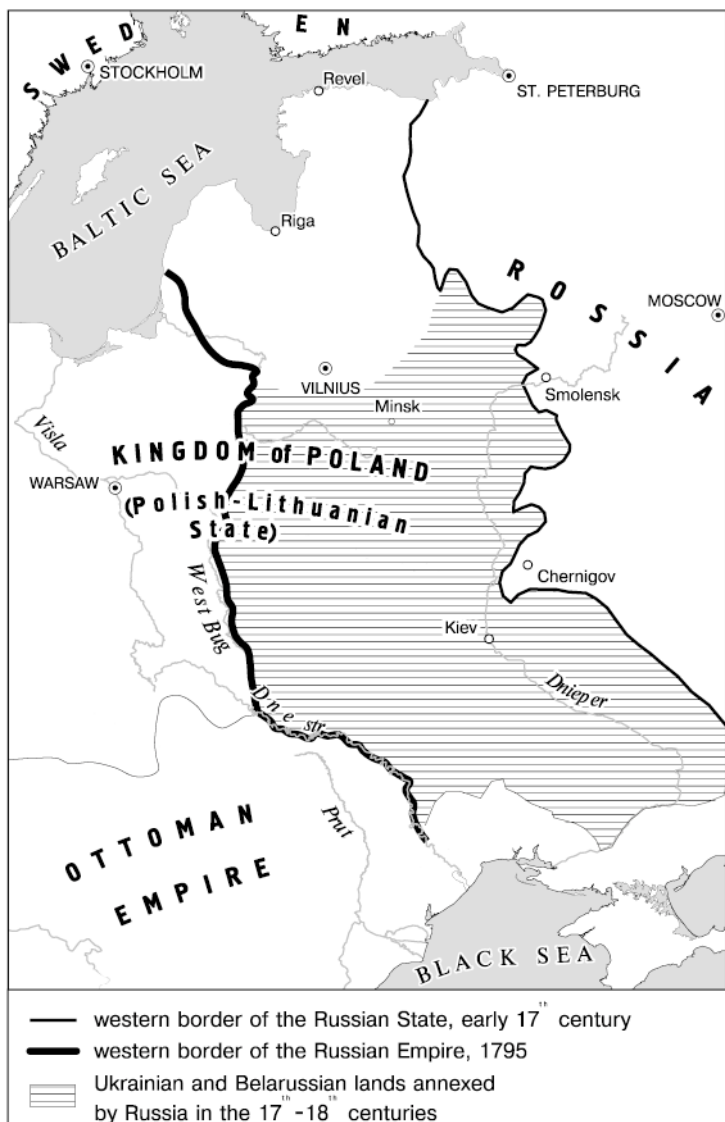 SWEDEN
STOCKHOLM
Revel
ST. PETERBURG
BALTIC SEA
Riga
ROSSIA
MOSCOW
VILNIUS
Smolensk
Minsk
Visla
KINGDOM of POLAND
WARSAW
(Polish-Lithuanian
State)
West Bug
Chernigov
Kiev
Dnieper
Dnestr
Prut
OTTOMAN
EMPIRE
BLACK SEA
western border of the Russian State, early 17th century
western border of the Russian Empire, 1795
Ukrainian and Belarussian lands annexed
by Russia in the 17th-18th centuries